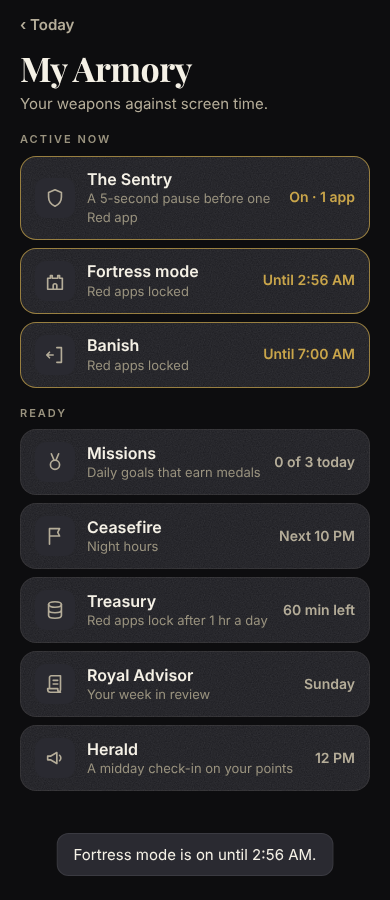 ‹ Today
My Armory
Your weapons against screen time.
ACTIVE NOW
The Sentry
A 5-second pause before one
Red app
On · 1 app
Fortress mode
Red apps locked
Until 2:56 AM
Banish
Red apps locked
Until 7:00 AM
READY
Missions
Daily goals that earn medals
0 of 3 today
Ceasefire
Night hours
Next 10 PM
Treasury
Red apps lock after 1 hr a day
60 min left
Royal Advisor
Your week in review
Sunday
Herald
A midday check-in on your points
12 PM
Fortress mode is on until 2:56 AM.